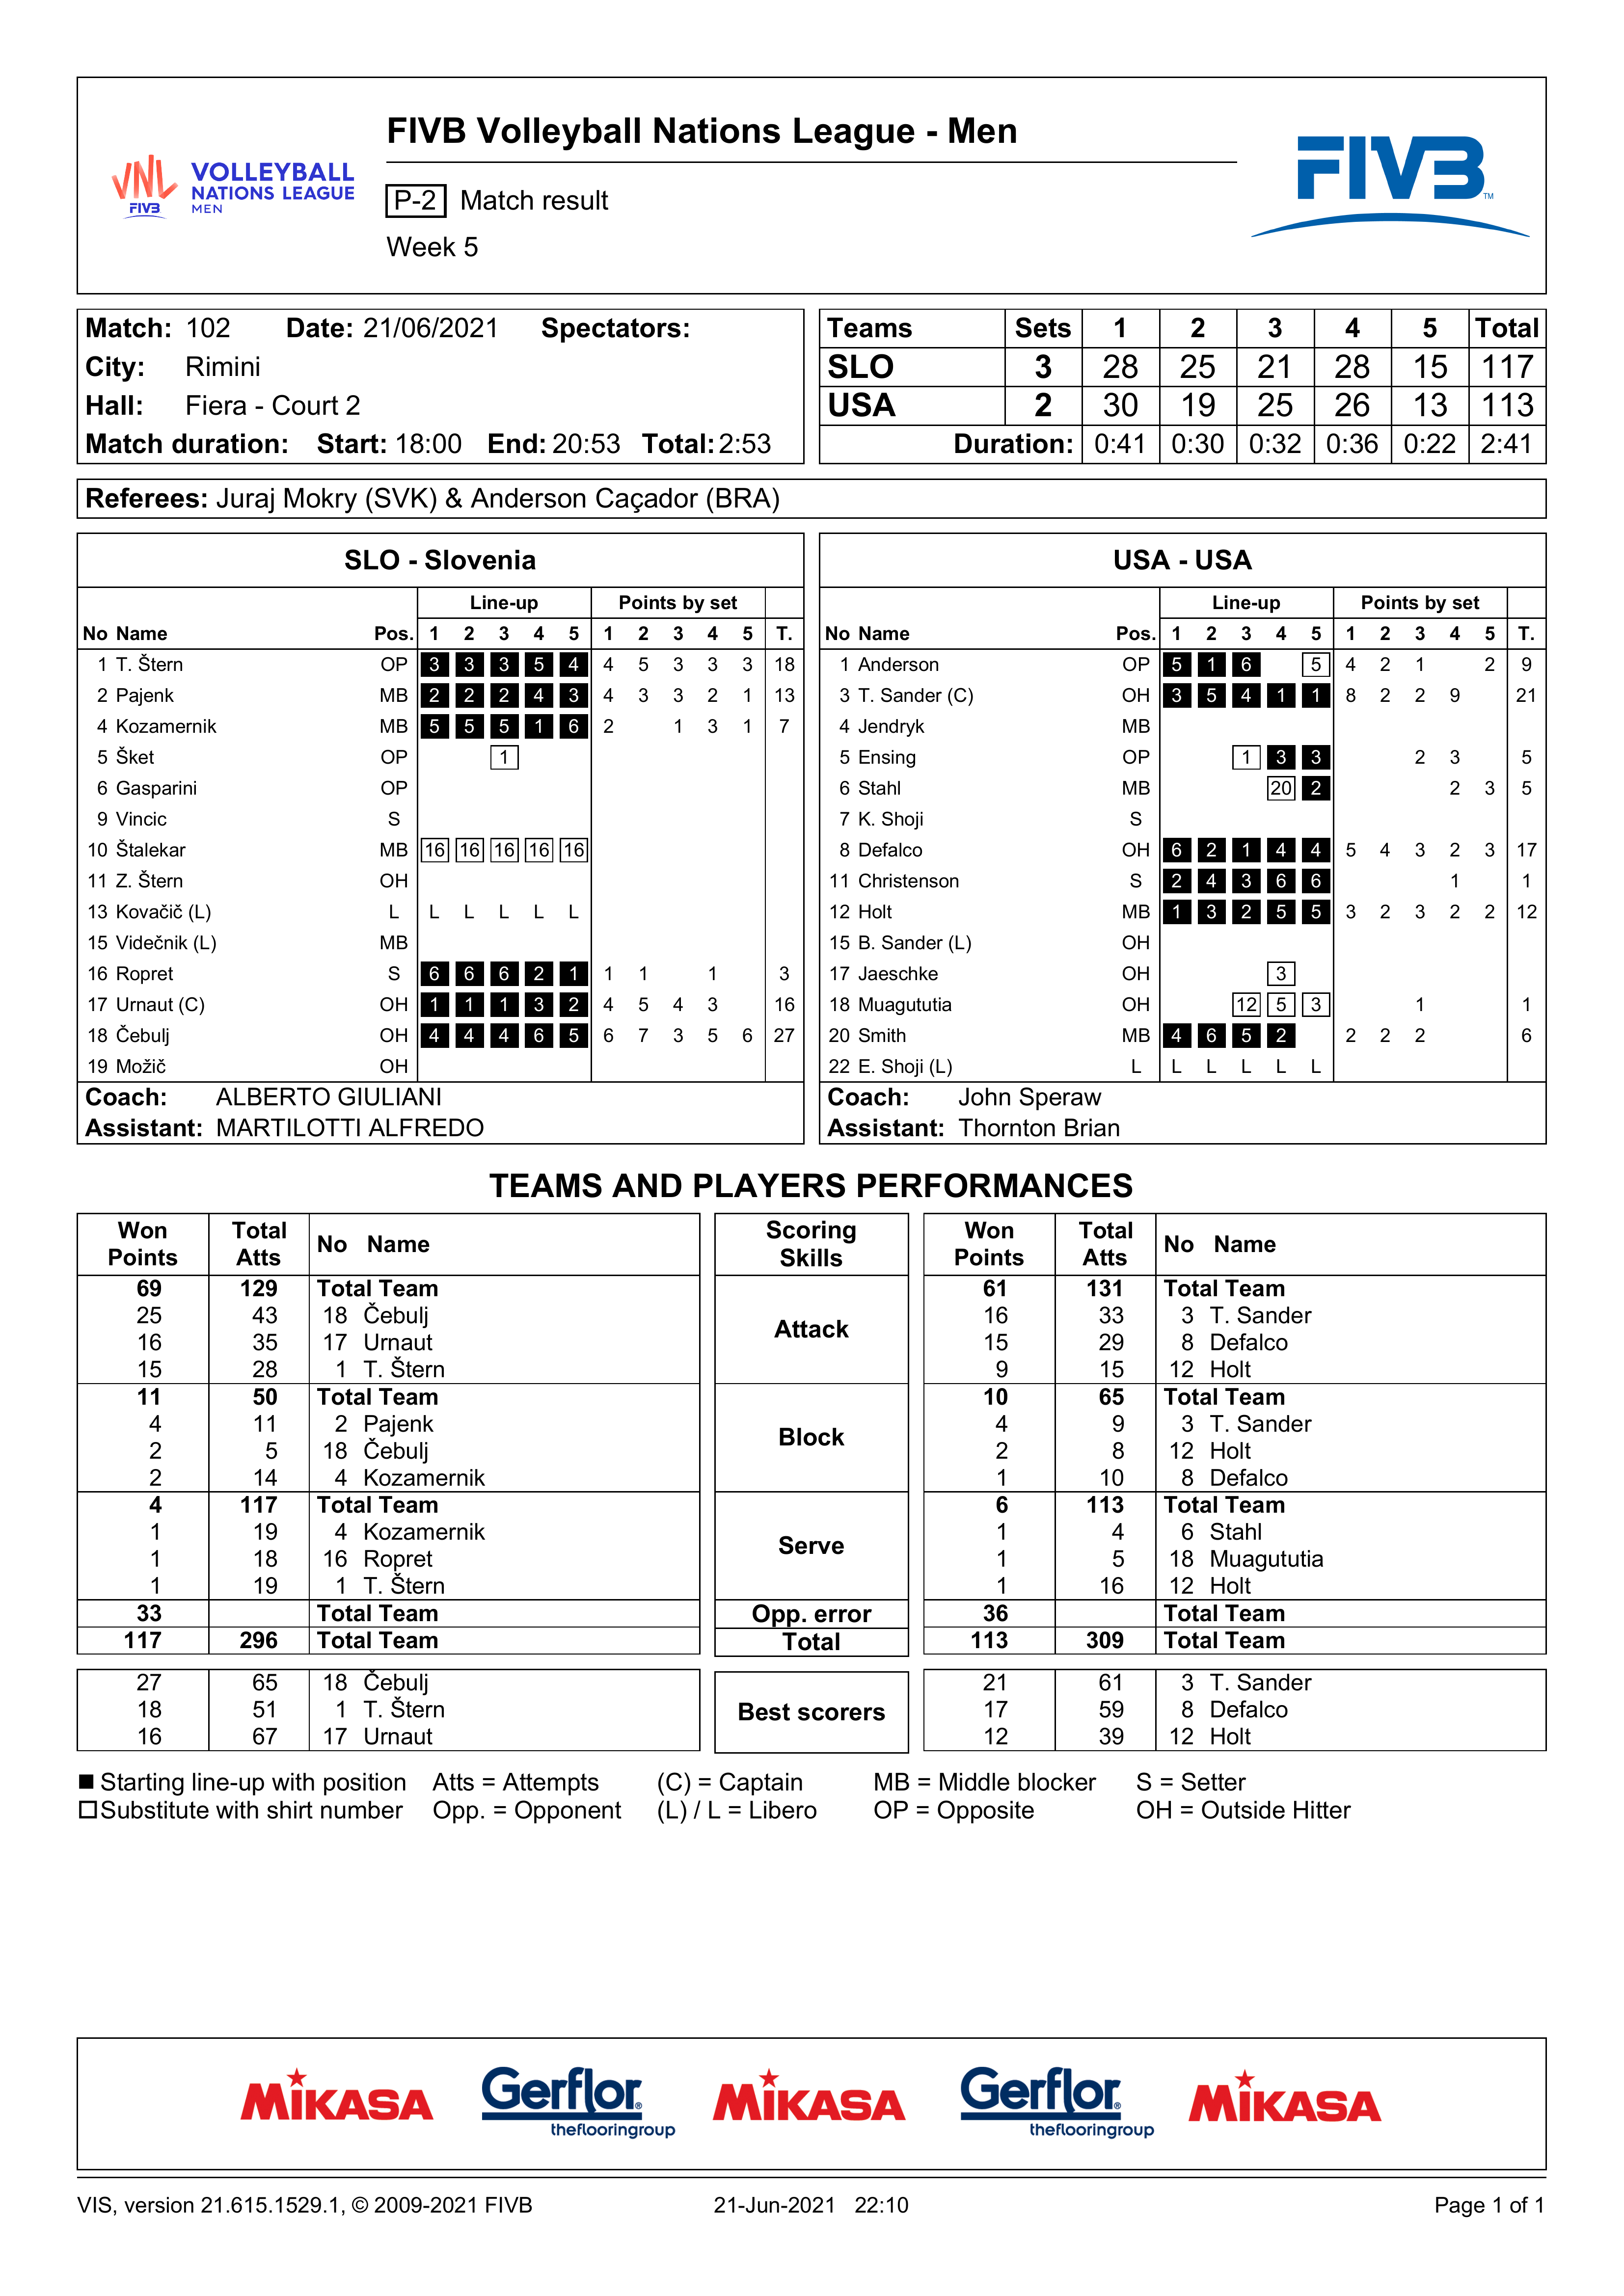 FIVB Volleyball Nations League - Men
VNL FIVB VOLLEYBALL NATIONS LEAGUE MEN
P-2 Match result
Week 5
FIVB TM
Match: 102 Date: 21/06/2021 Spectators:
City: Rimini
Hall: Fiera - Court 2
Match duration: Start: 18:00 End: 20:53 Total: 2:53
Teams Sets 1 2 3 4 5 Total
SLO 3 28 25 21 28 15 117
USA 2 30 19 25 26 13 113
Duration: 0:41 0:30 0:32 0:36 0:22 2:41
Referees: Juraj Mokry (SVK) & Anderson Caçador (BRA)
SLO - Slovenia
Line-up Points by set
No Name Pos. 1 2 3 4 5 1 2 3 4 5 T.
1 T. Štern OP 3 3 3 5 4 4 5 3 3 3 18
2 Pajenk MB 2 2 2 4 3 4 3 3 2 1 13
4 Kozamernik MB 5 5 5 1 6 2 1 3 1 7
5 Šket OP 1
6 Gasparini OP
9 Vincic S
10 Štalekar MB 16 16 16 16 16
11 Z. Štern OH
13 Kovačič (L) L L L L L L
15 Videčnik (L) MB
16 Ropret S 6 6 6 2 1 1 1 1 3
17 Urnaut (C) OH 1 1 1 3 2 4 5 4 3 16
18 Čebulj OH 4 4 4 6 5 6 7 3 5 6 27
19 Možič OH
Coach: ALBERTO GIULIANI
Assistant: MARTILOTTI ALFREDO
USA - USA
Line-up Points by set
No Name Pos. 1 2 3 4 5 1 2 3 4 5 T.
1 Anderson OP 5 1 6 5 4 2 1 2 9
3 T. Sander (C) OH 3 5 4 1 1 8 2 2 9 21
4 Jendryk MB
5 Ensing OP 1 3 3 2 3 5
6 Stahl MB 20 2 2 3 5
7 K. Shoji S
8 Defalco OH 6 2 1 4 4 5 4 3 2 3 17
11 Christenson S 2 4 3 6 6 1 1
12 Holt MB 1 3 2 5 5 3 2 3 2 2 12
15 B. Sander (L) OH
17 Jaeschke OH 3
18 Muagututia OH 12 5 3 1 1
20 Smith MB 4 6 5 2 2 2 2 6
22 E. Shoji (L) L L L L L L
Coach: John Speraw
Assistant: Thornton Brian
TEAMS AND PLAYERS PERFORMANCES
Won Points Total Atts No Name Scoring Skills Won Points Total Atts No Name
69 129 Total Team Attack 61 131 Total Team
25 43 18 Čebulj 16 33 3 T. Sander
16 35 17 Urnaut 15 29 8 Defalco
15 28 1 T. Štern 9 15 12 Holt
11 50 Total Team Block 10 65 Total Team
4 11 2 Pajenk 4 9 3 T. Sander
2 5 18 Čebulj 2 8 12 Holt
2 14 4 Kozamernik 1 10 8 Defalco
4 117 Total Team Serve 6 113 Total Team
1 19 4 Kozamernik 1 4 6 Stahl
1 18 16 Ropret 1 5 18 Muagututia
1 19 1 T. Štern 1 16 12 Holt
33 Total Team Opp. error 36 Total Team
117 296 Total Team Total 113 309 Total Team
27 65 18 Čebulj Best scorers 21 61 3 T. Sander
18 51 1 T. Štern 17 59 8 Defalco
16 67 17 Urnaut 12 39 12 Holt
Starting line-up with position Atts = Attempts (C) = Captain MB = Middle blocker S = Setter
Substitute with shirt number Opp. = Opponent (L) / L = Libero OP = Opposite OH = Outside Hitter
MIKASA Gerflor® theflooringgroup MIKASA Gerflor® theflooringgroup MIKASA
VIS, version 21.615.1529.1, © 2009-2021 FIVB 21-Jun-2021 22:10 Page 1 of 1